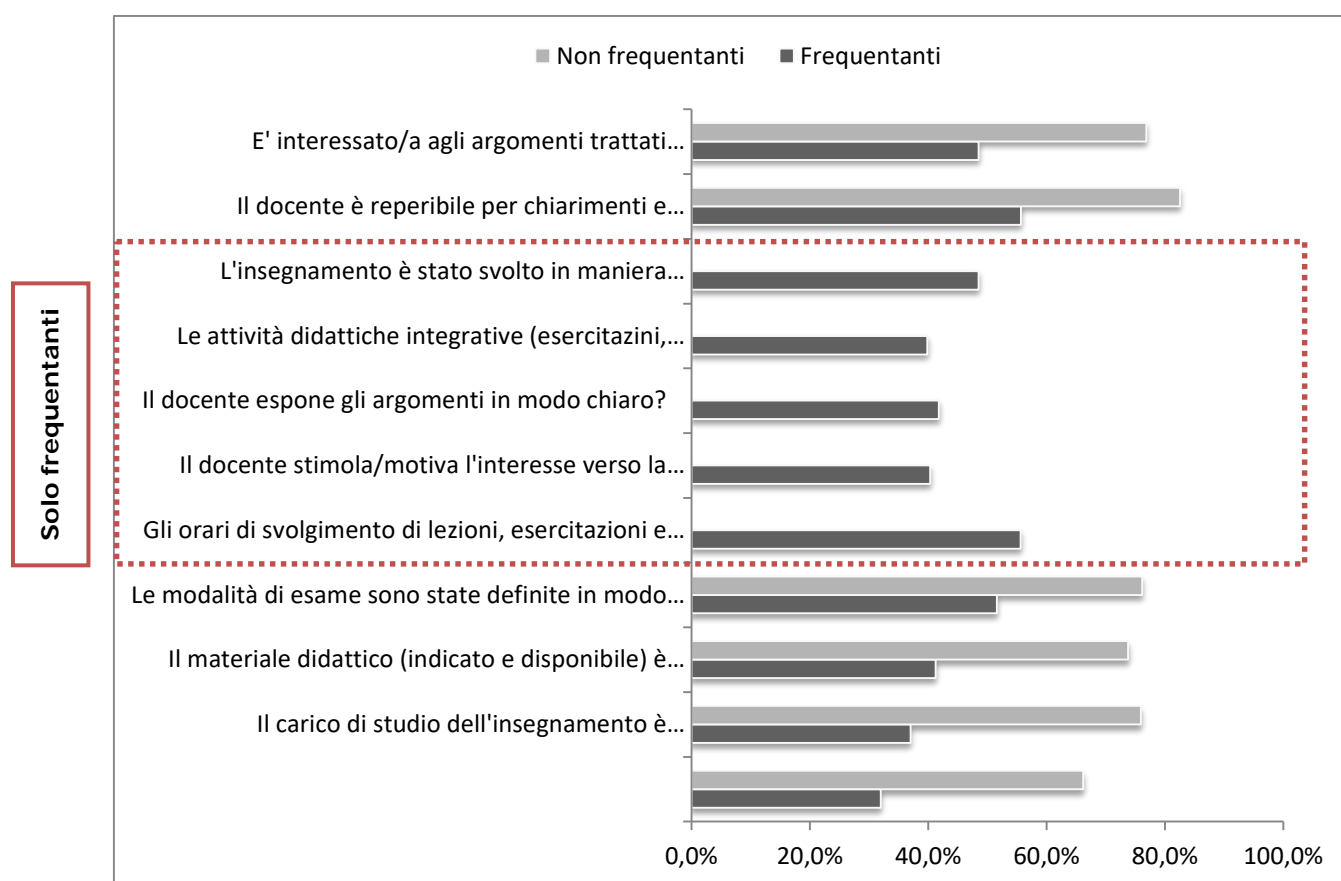 Non frequentanti Frequentanti
E' interessato/a agli argomenti trattati...
Il docente è reperibile per chiarimenti e...
L'insegnamento è stato svolto in maniera...
Le attività didattiche integrative (esercitazini,...
Il docente espone gli argomenti in modo chiaro?
Il docente stimola/motiva l'interesse verso la...
Gli orari di svolgimento di lezioni, esercitazioni e...
Le modalità di esame sono state definite in modo...
Il materiale didattico (indicato e disponibile) è...
Il carico di studio dell'insegnamento è...
Solo frequentanti
0,0% 20,0% 40,0% 60,0% 80,0% 100,0%